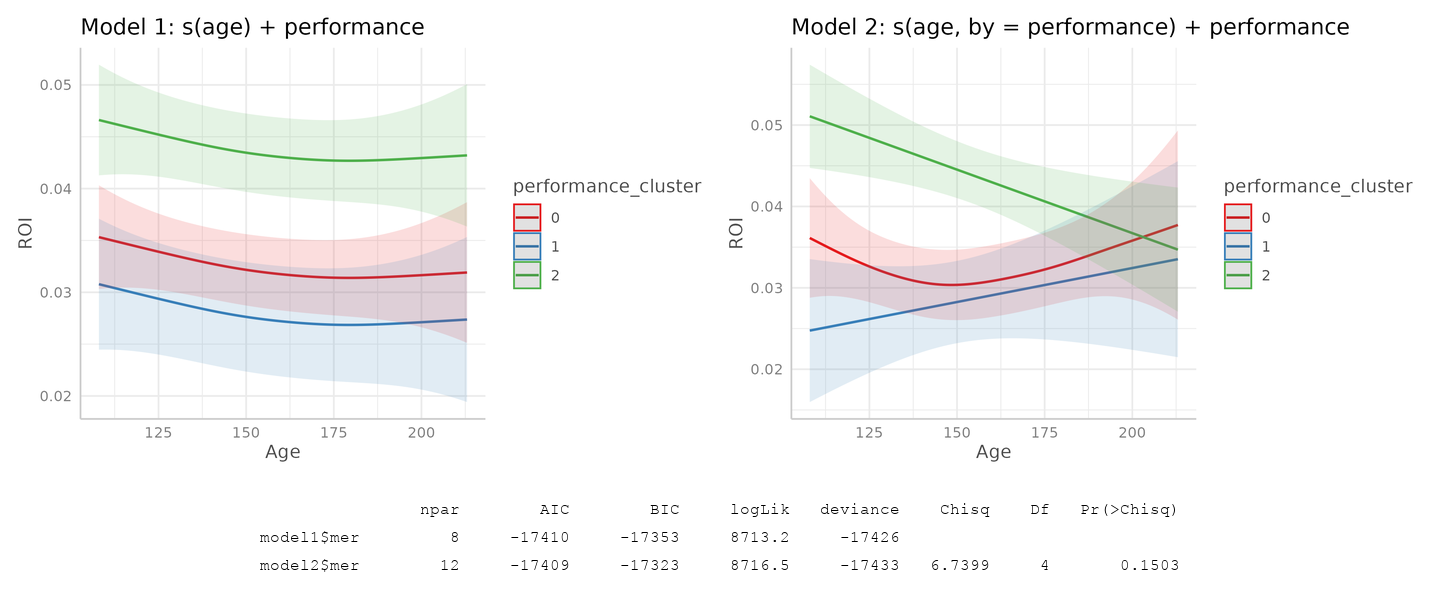 Model 1: s(age) + performance
0.05
0.04
0.03
0.02
ROI
125 150 175 200
Age
performance_cluster
0
1
2
Model 2: s(age, by = performance) + performance
0.05
0.04
0.03
0.02
ROI
125 150 175 200
Age
performance_cluster
0
1
2
npar AIC BIC logLik deviance Chisq Df Pr(>Chisq)
model1$mer 8 -17410 -17353 8713.2 -17426
model2$mer 12 -17409 -17323 8716.5 -17433 6.7399 4 0.1503